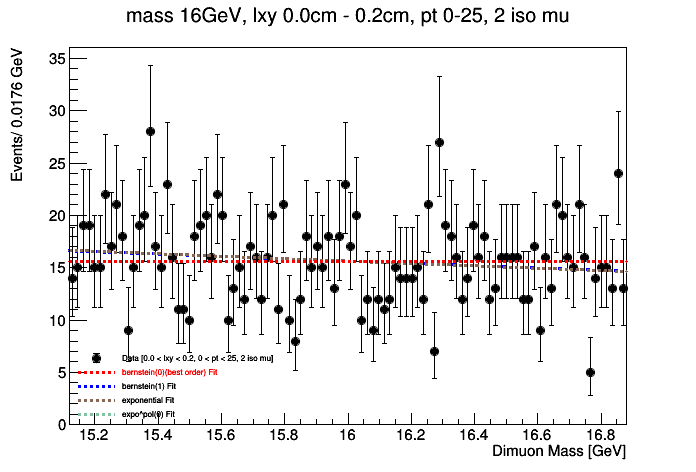 mass 16GeV, lxy 0.0cm - 0.2cm, pt 0-25, 2 iso mu
Events/ 0.0176 GeV
35
30
25
20
15
10
5
0
Data [0.0 < lxy < 0.2, 0 < pt < 25, 2 iso mu]
bernstein(0)(best order) Fit
bernstein(1) Fit
exponential Fit
expo*pol(9) Fit
15.2 15.4 15.6 15.8 16 16.2 16.4 16.6 16.8
Dimuon Mass [GeV]